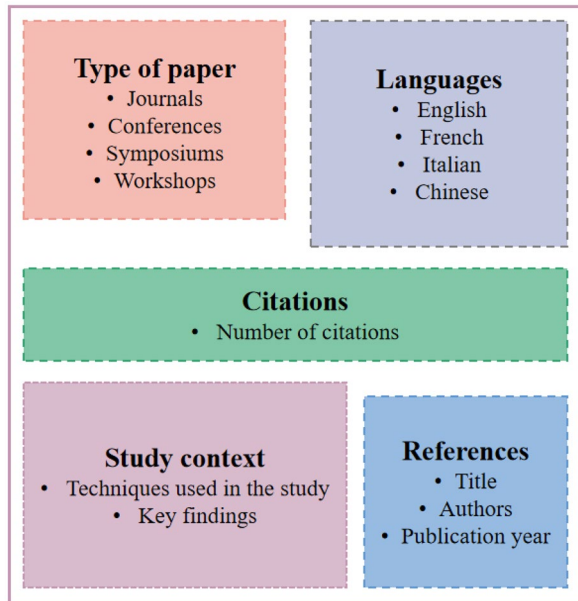 Type of paper
• Journals
• Conferences
• Symposiums
• Workshops
Languages
• English
• French
• Italian
• Chinese
Citations
• Number of citations
Study context
• Techniques used in the study
• Key findings
References
• Title
• Authors
• Publication year